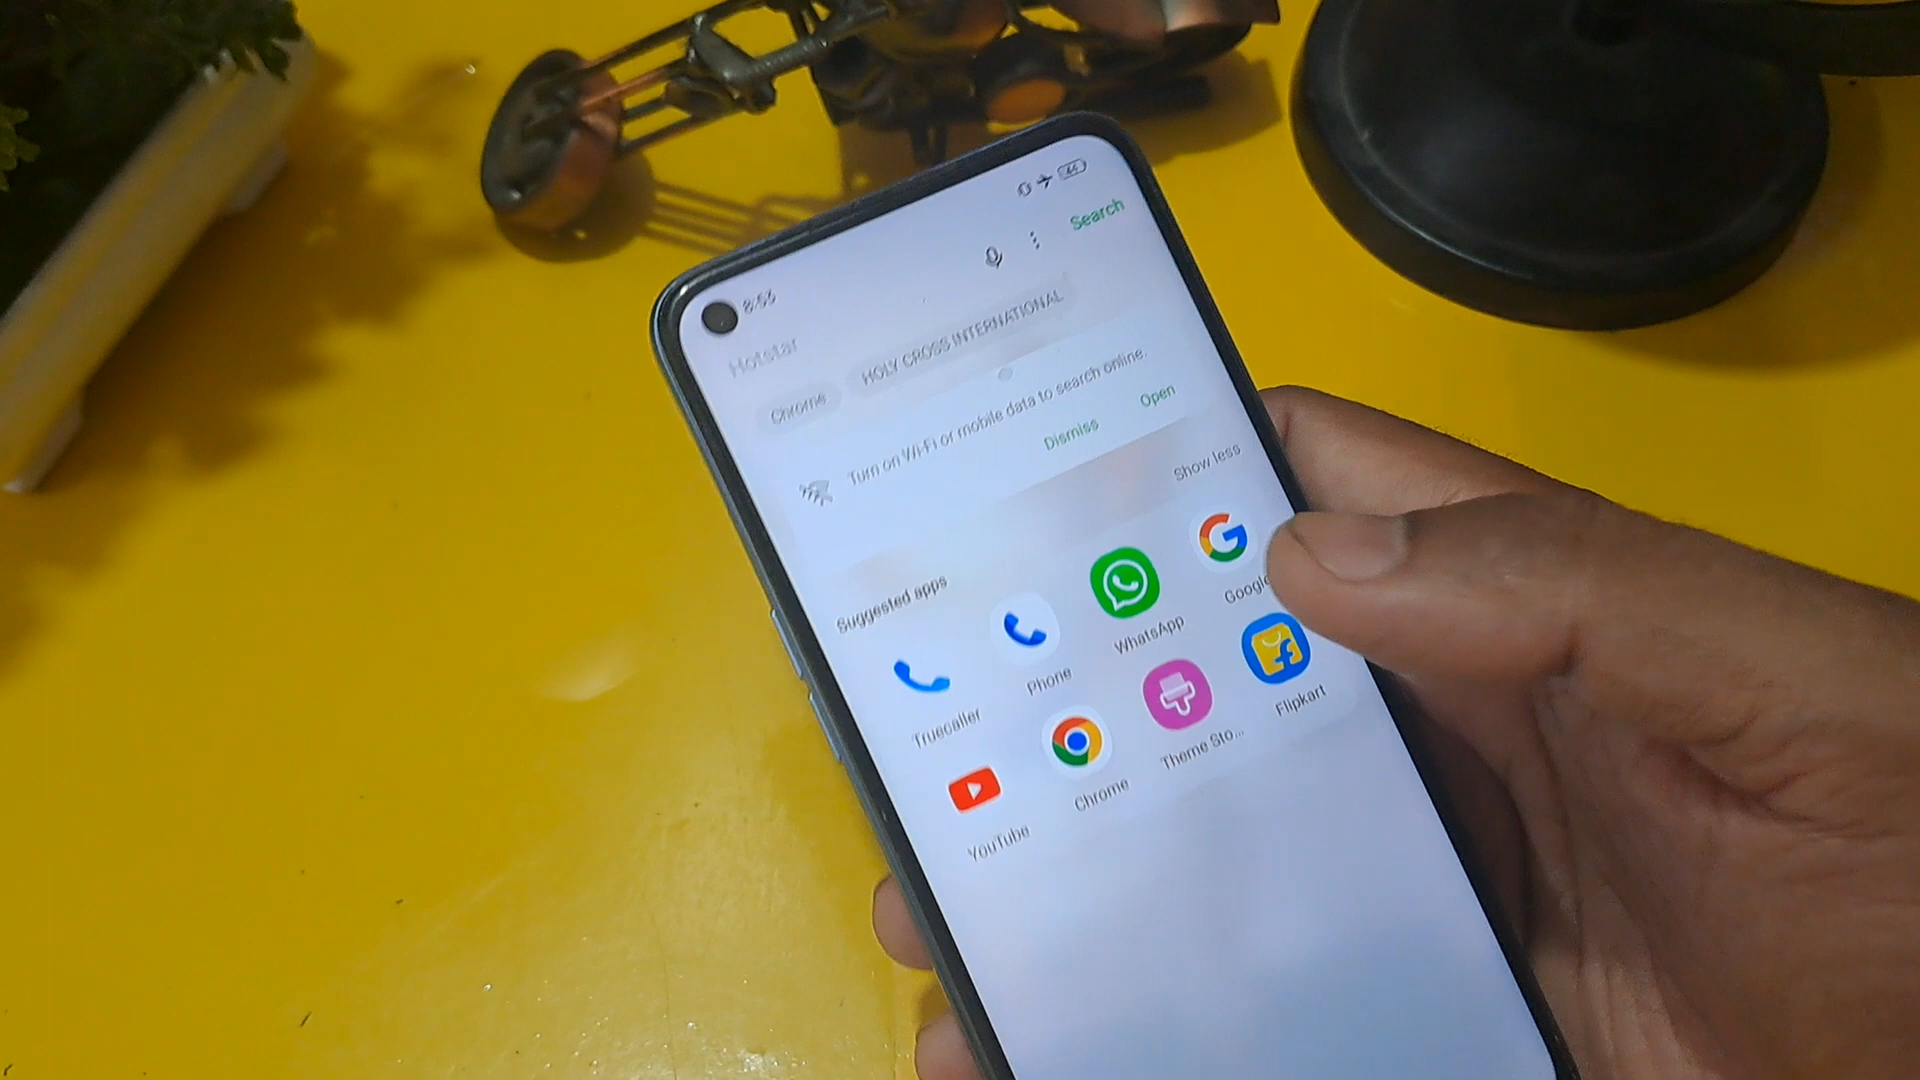 8:53
44
Hotstar
Search
Chrome
HOLY CROSS INTERNATIONAL
Turn on Wi-Fi or mobile data to search online.
Dismiss
Open
Suggested apps
Show less
Truecaller
Phone
WhatsApp
Google
YouTube
Chrome
Theme Sto...
Flipkart